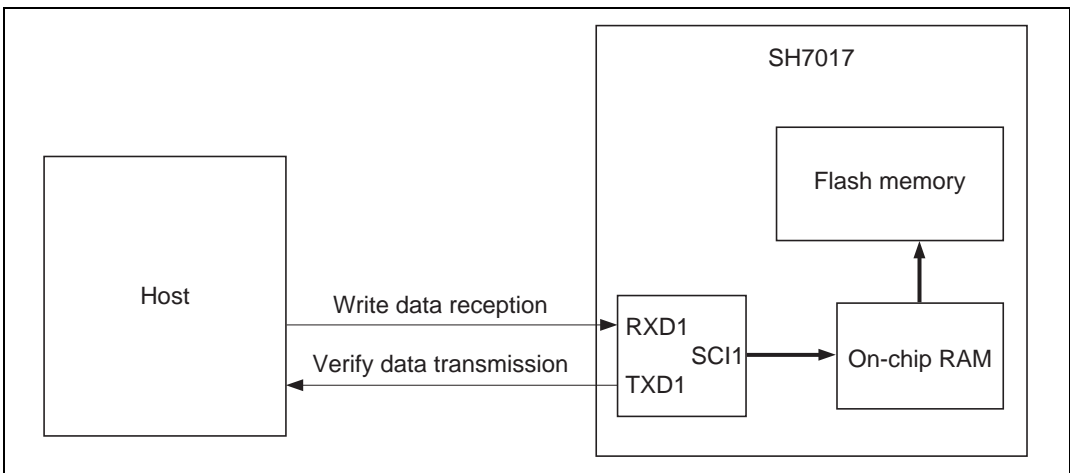 SH7017
Flash memory
Host
Write data reception
RXD1
Verify data transmission
SCI1
TXD1
On-chip RAM